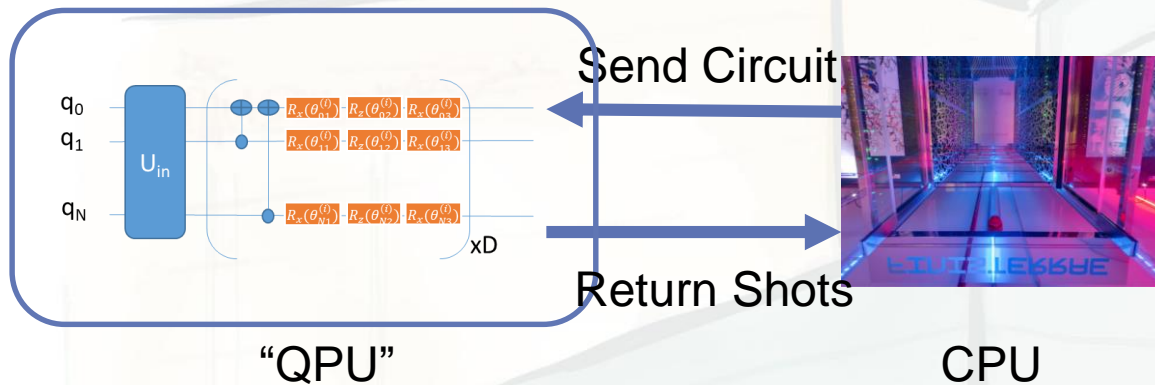 Send Circuit
q0
q1
qN
Uin
Rx(θ01(i)) Rz(θ02(i)) Rx(θ03(i))
Rx(θ11(i)) Rz(θ12(i)) Rx(θ13(i))
Rx(θN1(i)) Rz(θN2(i)) Rx(θN3(i))
xD
FINISTERRAE
Return Shots
“QPU”
CPU